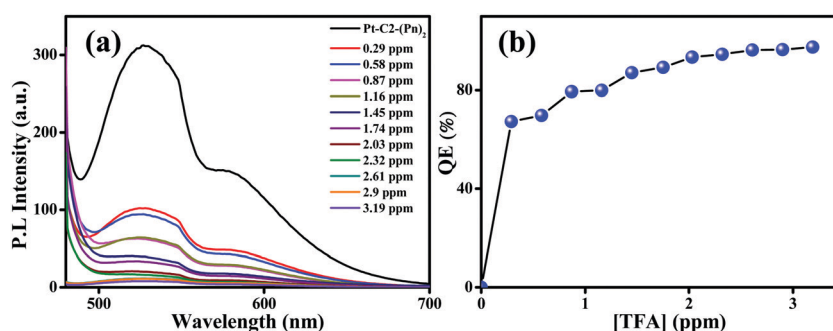 (a)
P.L Intensity (a.u.)
300
200
100
0
500
600
700
Wavelength (nm)
Pt-C2-(Pn)₂
0.29 ppm
0.58 ppm
0.87 ppm
1.16 ppm
1.45 ppm
1.74 ppm
2.03 ppm
2.32 ppm
2.61 ppm
2.9 ppm
3.19 ppm
(b)
QE (%)
80
40
0
0
1
2
3
[TFA] (ppm)